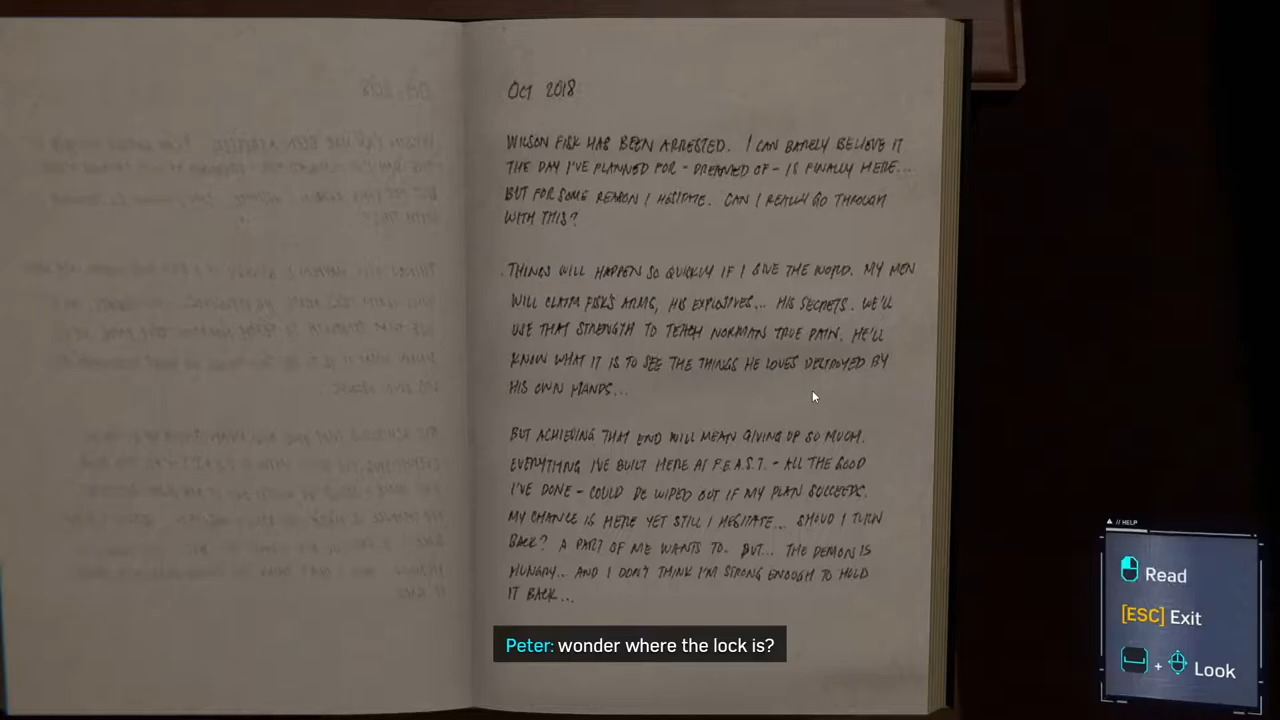 OCT 2018
WILSON FISK HAS BEEN ARRESTED. I CAN BARELY BELIEVE IT
THE DAY I'VE PLANNED FOR - DREAMED OF - IS FINALLY HERE...
BUT FOR SOME REASON I HESITATE. CAN I REALLY GO THROUGH
WITH THIS?
THINGS WILL HAPPEN SO QUICKLY IF I GIVE THE WORD. MY MEN
WILL CLAIM FISK'S ARMS, HIS EXPLOSIVES... HIS SECRETS. WE'LL
USE THAT STRENGTH TO TEACH NORMAN TRUE PAIN. HE'LL
KNOW WHAT IT IS TO SEE THE THINGS HE LOVES DESTROYED BY
HIS OWN HANDS...
BUT ACHIEVING THAT END WILL MEAN GIVING UP SO MUCH.
EVERYTHING I'VE BUILT HERE AT F.E.A.S.T. - ALL THE GOOD
I'VE DONE - COULD BE WIPED OUT IF MY PLAN SUCCEEDS.
MY CHANCE IS HERE YET STILL I HESITATE... SHOUD I TURN
BACK? A PART OF ME WANTS TO. BUT... THE DEMON IS
HUNGRY... AND I DON'T THINK I'M STRONG ENOUGH TO HOLD
IT BACK...
Peter: wonder where the lock is?
// HELP
Read
[ESC] Exit
+ Look